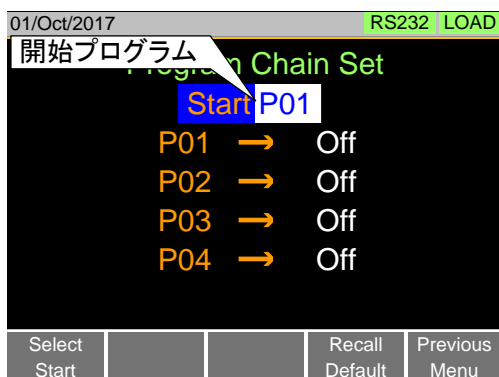 01/Oct/2017 RS232 LOAD
開始プログラム
Program Chain Set
Start P01
P01 → Off
P02 → Off
P03 → Off
P04 → Off
Select Start
Recall Default
Previous Menu